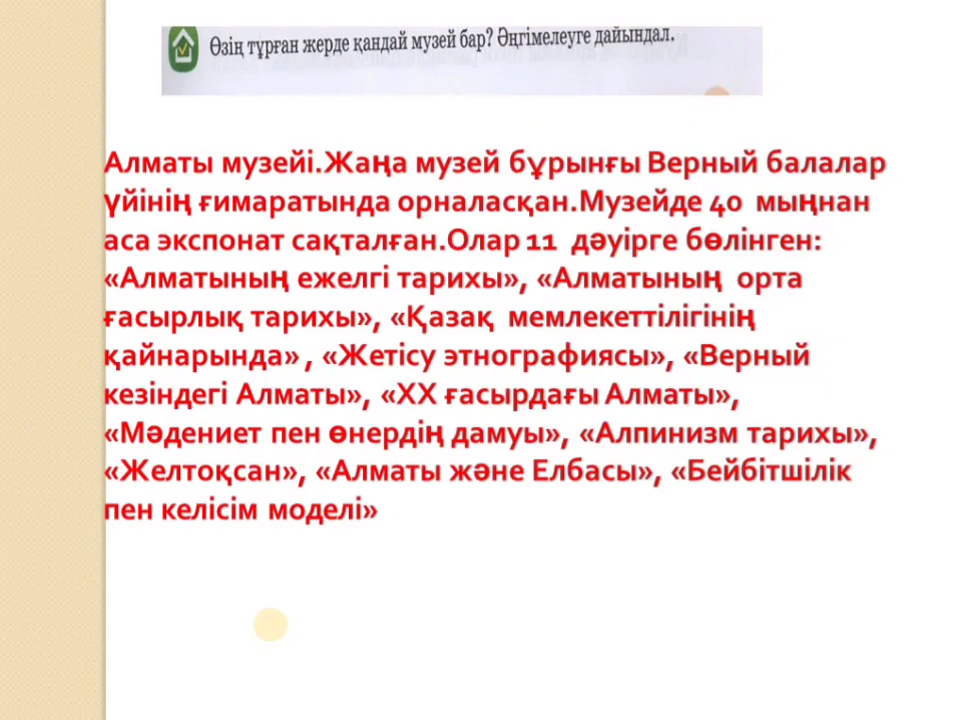 Өзің тұрған жерде қандай музей бар? Әңгімелеуге дайындал.
Алматы музейі.Жаңа музей бұрынғы Верный балалар
үйінің ғимаратында орналасқан.Музейде 40 мыңнан
аса экспонат сақталған.Олар 11 дәуірге бөлінген:
«Алматының ежелгі тарихы», «Алматының орта
ғасырлық тарихы», «Қазақ мемлекеттілігінің
қайнарында» , «Жетісу этнографиясы», «Верный
кезіндегі Алматы», «ХХ ғасырдағы Алматы»,
«Мәдениет пен өнердің дамуы», «Алпинизм тарихы»,
«Желтоқсан», «Алматы және Елбасы», «Бейбітшілік
пен келісім моделі»